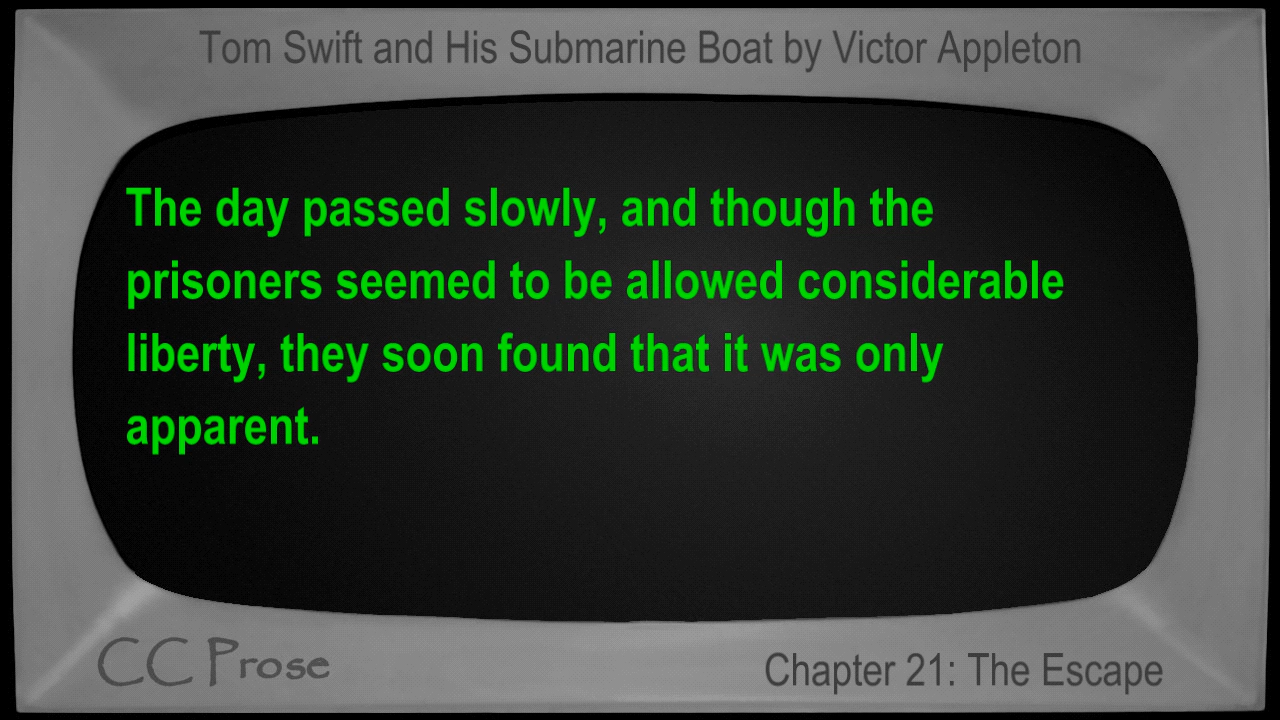 Tom Swift and His Submarine Boat by Victor Appleton
The day passed slowly, and though the
prisoners seemed to be allowed considerable
liberty, they soon found that it was only
apparent.
CC Prose
Chapter 21: The Escape